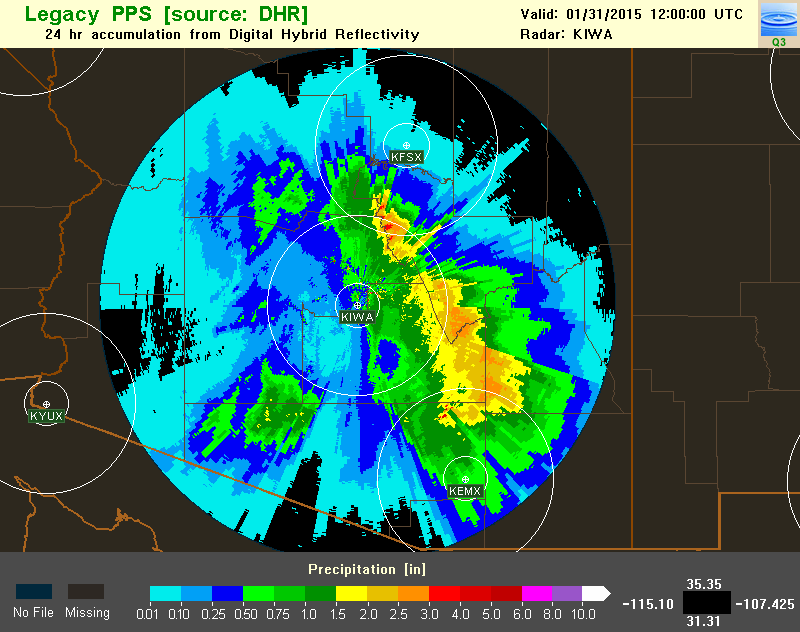 Legacy PPS [source: DHR]
24 hr accumulation from Digital Hybrid Reflectivity
Valid: 01/31/2015 12:00:00 UTC
Radar: KIWA
Q3
KFSX
KIWA
KYUX
KEMX
Precipitation [in]
No File
Missing
0.01 0.10 0.25 0.50 0.75 1.0 1.5 2.0 2.5 3.0 4.0 5.0 6.0 8.0 10.0
35.35
-115.10
-107.425
31.31